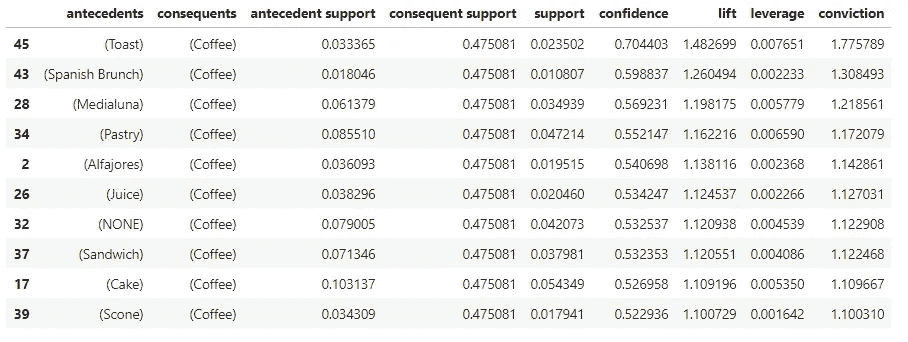 antecedents consequents antecedent support consequent support support confidence lift leverage conviction
45 (Toast) (Coffee) 0.033365 0.475081 0.023502 0.704403 1.482699 0.007651 1.775789
43 (Spanish Brunch) (Coffee) 0.018046 0.475081 0.010807 0.598837 1.260494 0.002233 1.308493
28 (Medialuna) (Coffee) 0.061379 0.475081 0.034939 0.569231 1.198175 0.005779 1.218561
34 (Pastry) (Coffee) 0.085510 0.475081 0.047214 0.552147 1.162216 0.006590 1.172079
2 (Alfajores) (Coffee) 0.036093 0.475081 0.019515 0.540698 1.138116 0.002368 1.142861
26 (Juice) (Coffee) 0.038296 0.475081 0.020460 0.534247 1.124537 0.002266 1.127031
32 (NONE) (Coffee) 0.079005 0.475081 0.042073 0.532537 1.120938 0.004539 1.122908
37 (Sandwich) (Coffee) 0.071346 0.475081 0.037981 0.532353 1.120551 0.004086 1.122468
17 (Cake) (Coffee) 0.103137 0.475081 0.054349 0.526958 1.109196 0.005350 1.109667
39 (Scone) (Coffee) 0.034309 0.475081 0.017941 0.522936 1.100729 0.001642 1.100310